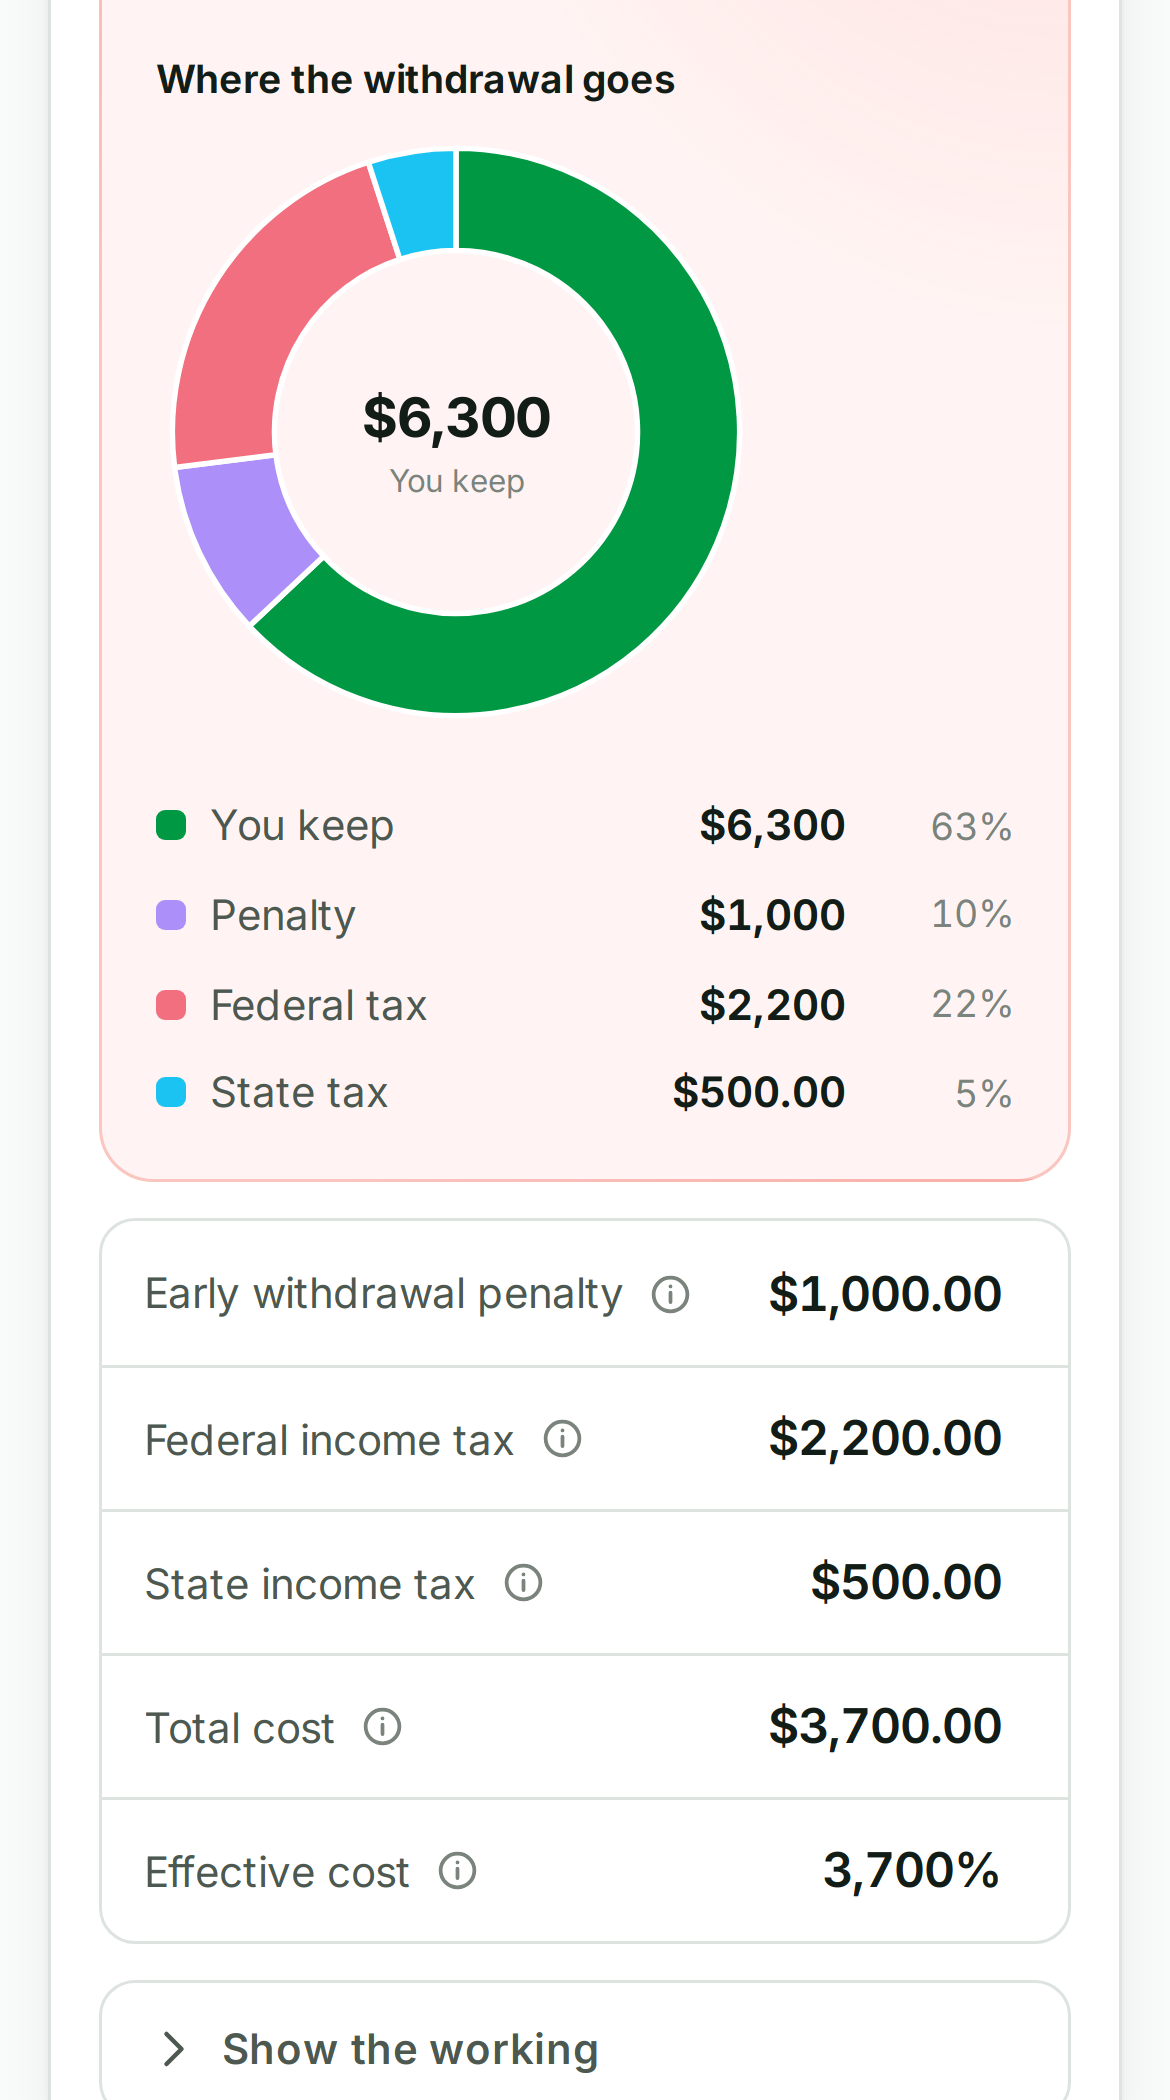 Where the withdrawal goes
$6,300
You keep
You keep $6,300 63%
Penalty $1,000 10%
Federal tax $2,200 22%
State tax $500.00 5%
Early withdrawal penalty $1,000.00
Federal income tax $2,200.00
State income tax $500.00
Total cost $3,700.00
Effective cost 3,700%
Show the working